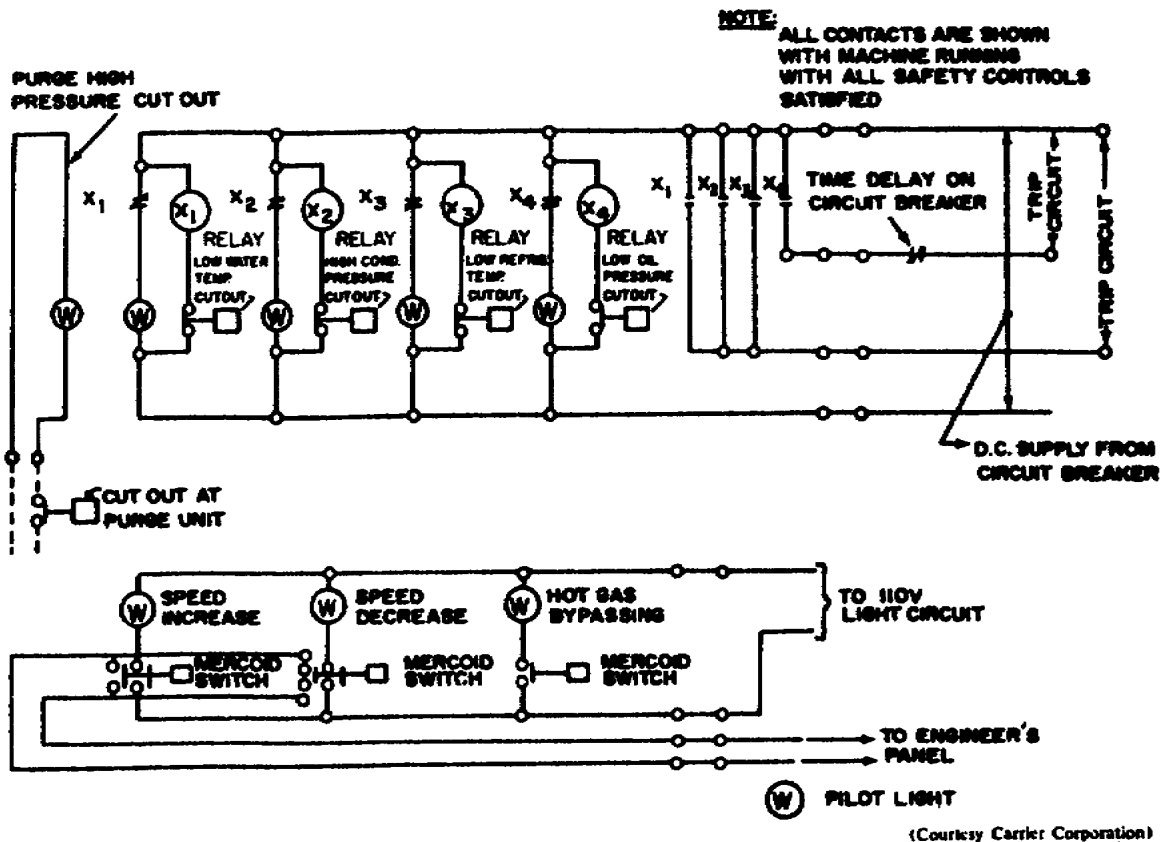 NOTE:
ALL CONTACTS ARE SHOWN
WITH MACHINE RUNNING
WITH ALL SAFETY CONTROLS
SATISFIED
PURGE HIGH
PRESSURE CUT OUT
X1
X1
X2
X2
X3
X3
X4
X4
X1
X2
X3
X4
TIME DELAY ON
CIRCUIT BREAKER
TRIP
CIRCUIT
TRIP CIRCUIT
RELAY
LOW WATER
TEMP.
CUTOUT
RELAY
HIGH COND.
PRESSURE
CUTOUT
RELAY
LOW REFRIG.
TEMP.
CUTOUT
RELAY
LOW OIL
PRESSURE
CUTOUT
W
W
W
W
W
D.C. SUPPLY FROM
CIRCUIT BREAKER
CUT OUT AT
PURGE UNIT
W
SPEED
INCREASE
W
SPEED
DECREASE
W
HOT GAS
BYPASSING
TO 110V
LIGHT CIRCUIT
MERCOID
SWITCH
MERCOID
SWITCH
MERCOID
SWITCH
TO ENGINEER'S
PANEL
W PILOT LIGHT
(Courtesy Carrier Corporation)